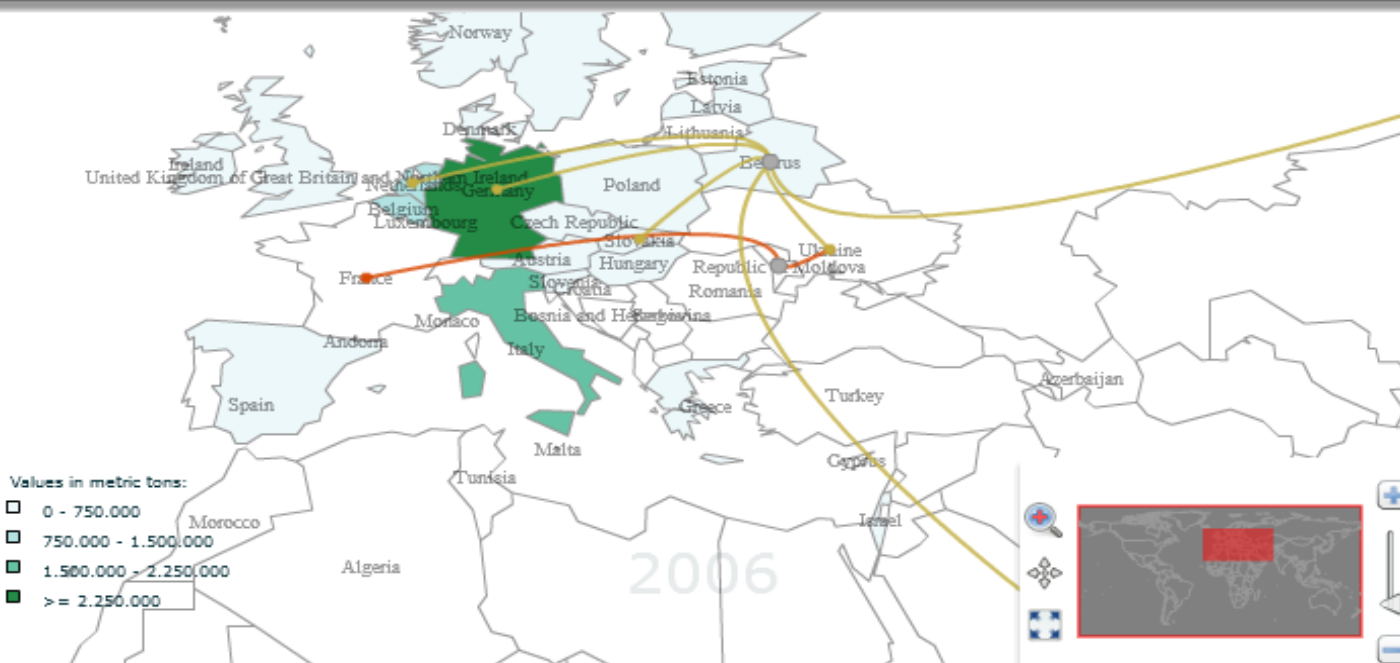 Norway
Estonia
Latvia
Denmark
Lithuania
Ireland
United Kingdom of Great Britain and Northern Ireland
Netherlands
Germany
Poland
Belgium
Luxembourg
Czech Republic
Slovakia
Ukraine
Austria
Hungary
Republic
Moldova
France
Slovenia
Croatia
Romania
Bosnia and Herzegovina
Monaco
Andorra
Italy
Azerbaijan
Turkey
Spain
Greece
Malta
Cyprus
Tunisia
Values in metric tons:
0 - 750.000
Morocco
Israel
750.000 - 1.500.000
1.500.000 - 2.250.000
Algeria
2006
>= 2.250.000